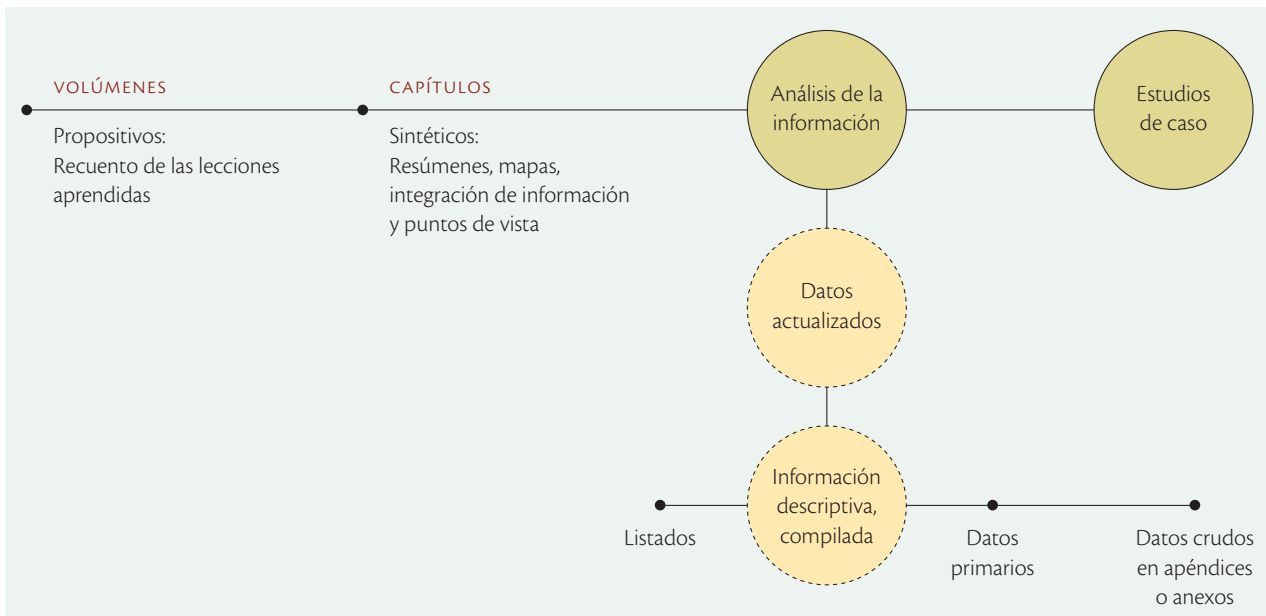 VOLÚMENES
Propositivos:
Recuento de las lecciones
aprendidas
CAPÍTULOS
Sintéticos:
Resúmenes, mapas,
integración de información
y puntos de vista
Análisis de la
información
Estudios
de caso
Datos
actualizados
Información
descriptiva,
compilada
Listados
Datos
primarios
Datos crudos
en apéndices
o anexos